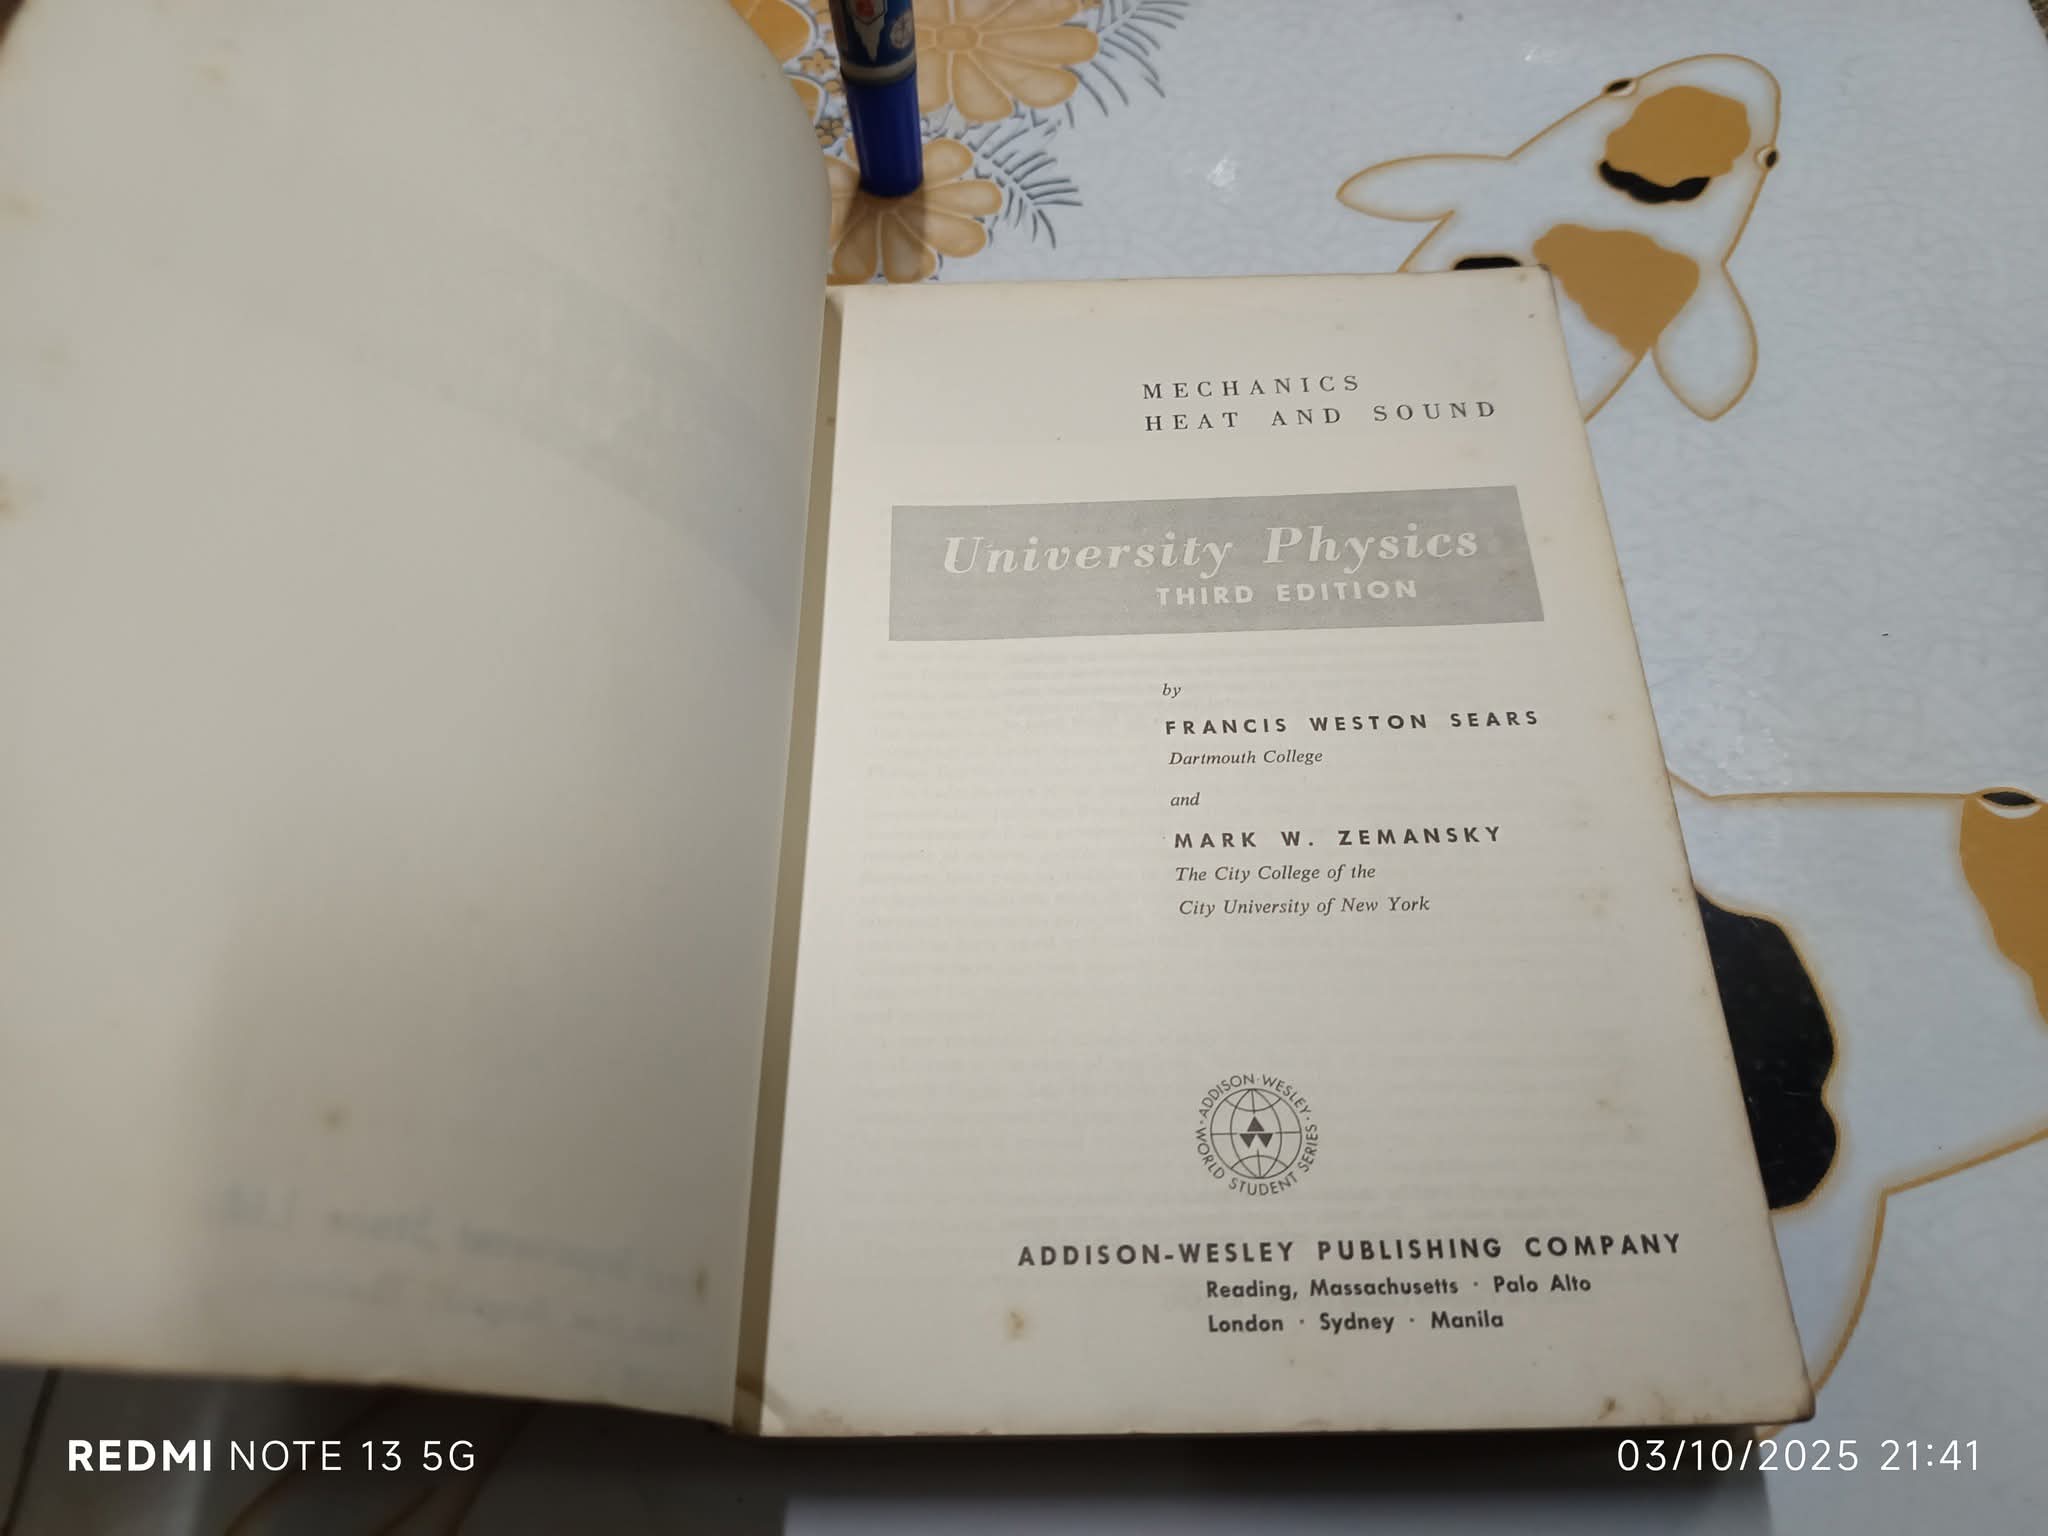 MECHANICS
HEAT AND SOUND
University Physics
THIRD EDITION
by
FRANCIS WESTON SEARS
Dartmouth College
and
MARK W. ZEMANSKY
The City College of the
City University of New York
ADDISON-WESLEY
WORLD STUDENT SERIES
ADDISON-WESLEY PUBLISHING COMPANY
Reading, Massachusetts · Palo Alto
London · Sydney · Manila
REDMI NOTE 13 5G
03/10/2025 21:41